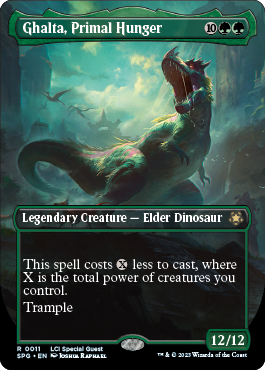 Ghalta, Primal Hunger 10
Legendary Creature — Elder Dinosaur
This spell costs X less to cast, where
X is the total power of creatures you
control.
Trample
12/12
R 0011 LCI Special Guest
SPG • EN Joshua Raphael
™ & © 2023 Wizards of the Coast